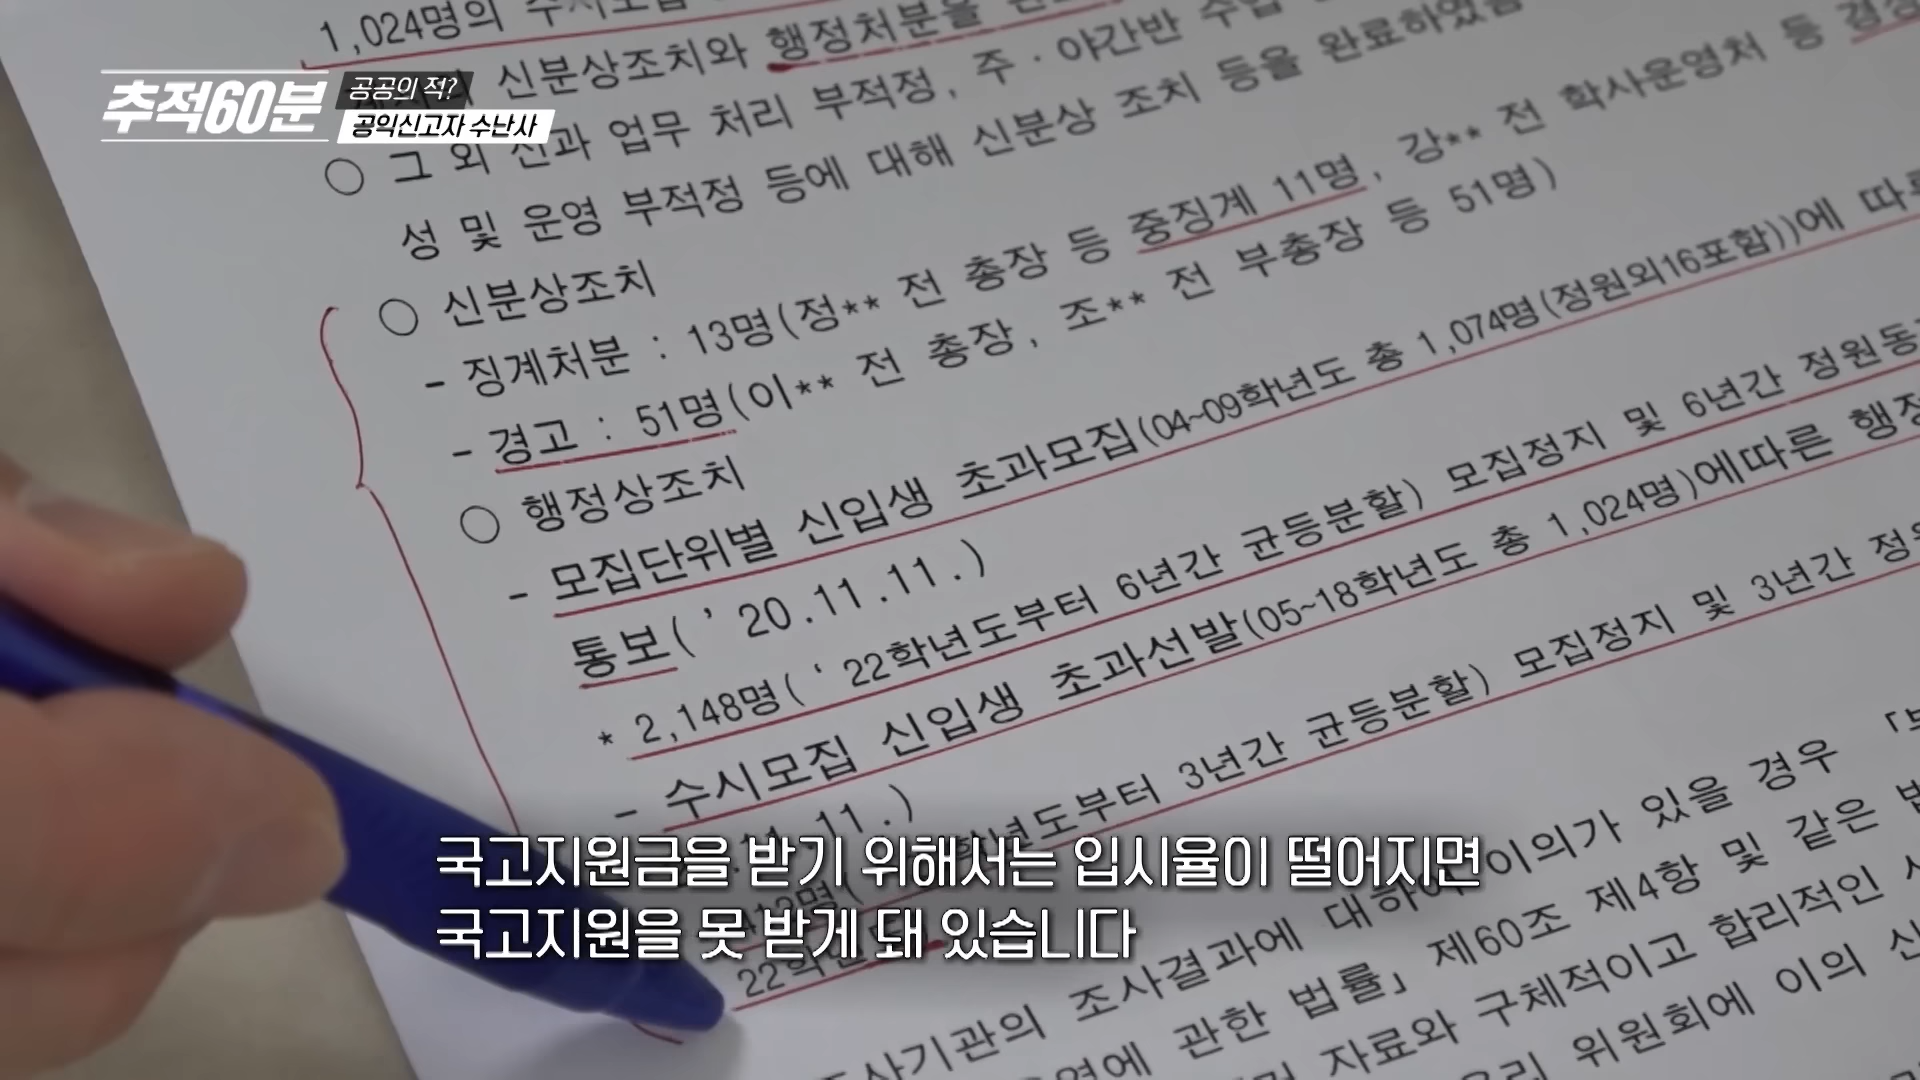 추적60분
공공의 적?
공익신고자 수난사
1,024명의 수시모집
신분상조치와 행정처분을
○ 그 외 업무 처리 부적정, 주·야간반 수업
성 및 운영 부적정 등에 대해 신분상 조치 등을 완료하였음
○ 신분상조치
- 징계처분 : 13명(정** 전 총장 등 중징계 11명, 강** 전 학사운영처 등 경징
- 경고 : 51명(이** 전 총장, 조** 전 부총장 등 51명)
○ 행정상조치
- 모집단위별 신입생 초과모집(04~09학년도 총 1,074명(정원외16포함))에 따른
통보(’20.11.11.)
* 2,148명(‘22학년도부터 6년간 균등분할) 모집정지 및 6년간 정원동
- 수시모집 신입생 초과선발(05~18학년도 총 1,024명)에따른 행정
11.)
학년도부터 3년간 균등분할) 모집정지 및 3년간 정원
조사결과에 대하여 이의가 있을 경우
관한 법률」 제60조 제4항 및 같은
자료와 구체적이고 합리적인
위원회에 이의
국고지원금을 받기 위해서는 입시율이 떨어지면
국고지원을 못 받게 돼 있습니다